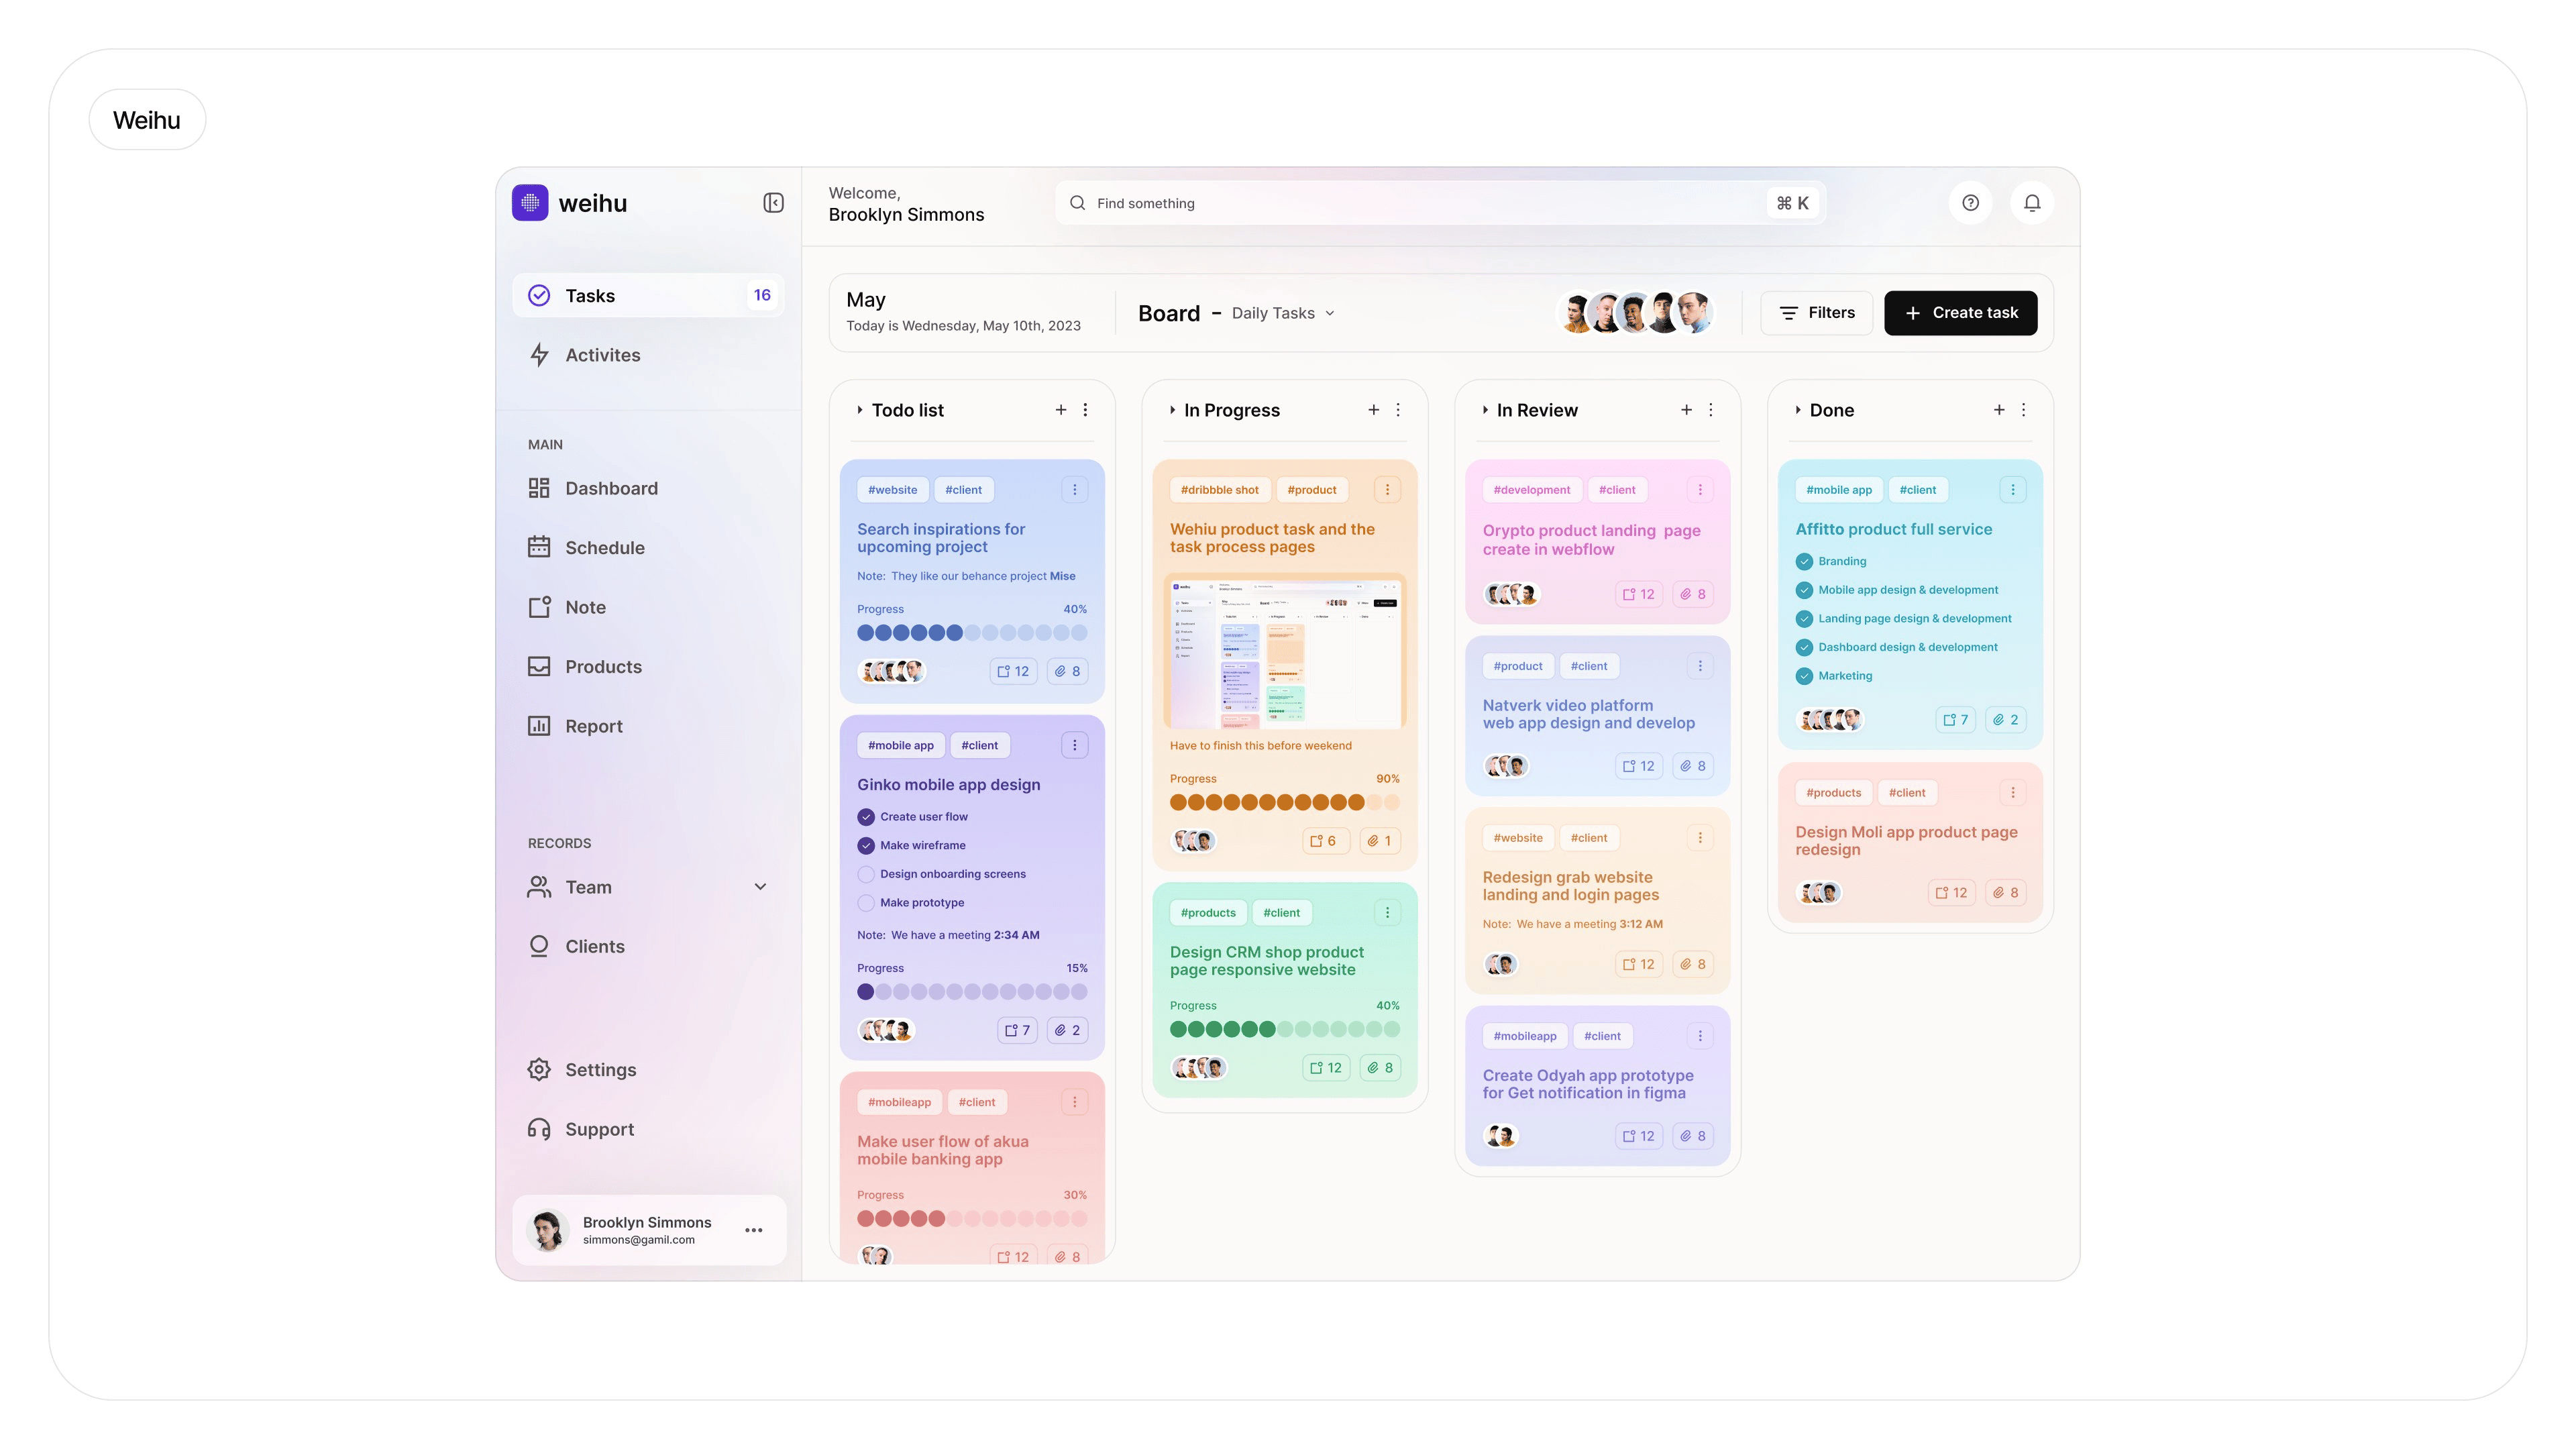 Weihu
weihu
Tasks
16
Activites
MAIN
Dashboard
Schedule
Note
Products
Report
RECORDS
Team
Clients
Settings
Support
Brooklyn Simmons
simmons@gamil.com
Welcome,
Brooklyn Simmons
Find something
⌘ K
May
Today is Wednesday, May 10th, 2023
Board - Daily Tasks
Filters
+ Create task
Todo list
#website #client
Search inspirations for
upcoming project
Note: They like our behance project Mise
Progress 40%
12 8
#mobile app #client
Ginko mobile app design
Create user flow
Make wireframe
Design onboarding screens
Make prototype
Note: We have a meeting 2:34 AM
Progress 15%
7 2
#mobileapp #client
Make user flow of akua
mobile banking app
Progress 30%
12 8
In Progress
#dribbble shot #product
Wehiu product task and the
task process pages
Have to finish this before weekend
Progress 90%
6 1
#products #client
Design CRM shop product
page responsive website
Progress 40%
12 8
In Review
#development #client
Orypto product landing page
create in webflow
12 8
#product #client
Natverk video platform
web app design and develop
12 8
#website #client
Redesign grab website
landing and login pages
Note: We have a meeting 3:12 AM
12 8
#mobileapp #client
Create Odyah app prototype
for Get notification in figma
12 8
Done
#mobile app #client
Affitto product full service
Branding
Mobile app design & development
Landing page design & development
Dashboard design & development
Marketing
7 2
#products #client
Design Moli app product page
redesign
12 8